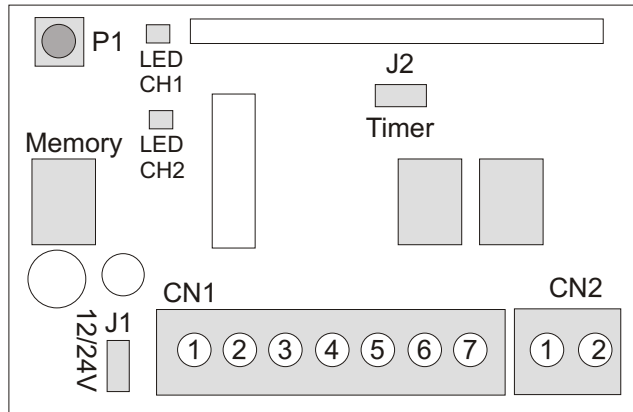 P1
LED
CH1
J2
Timer
LED
CH2
Memory
CN1
CN2
12/24V
J1
1 2 3 4 5 6 7
1 2